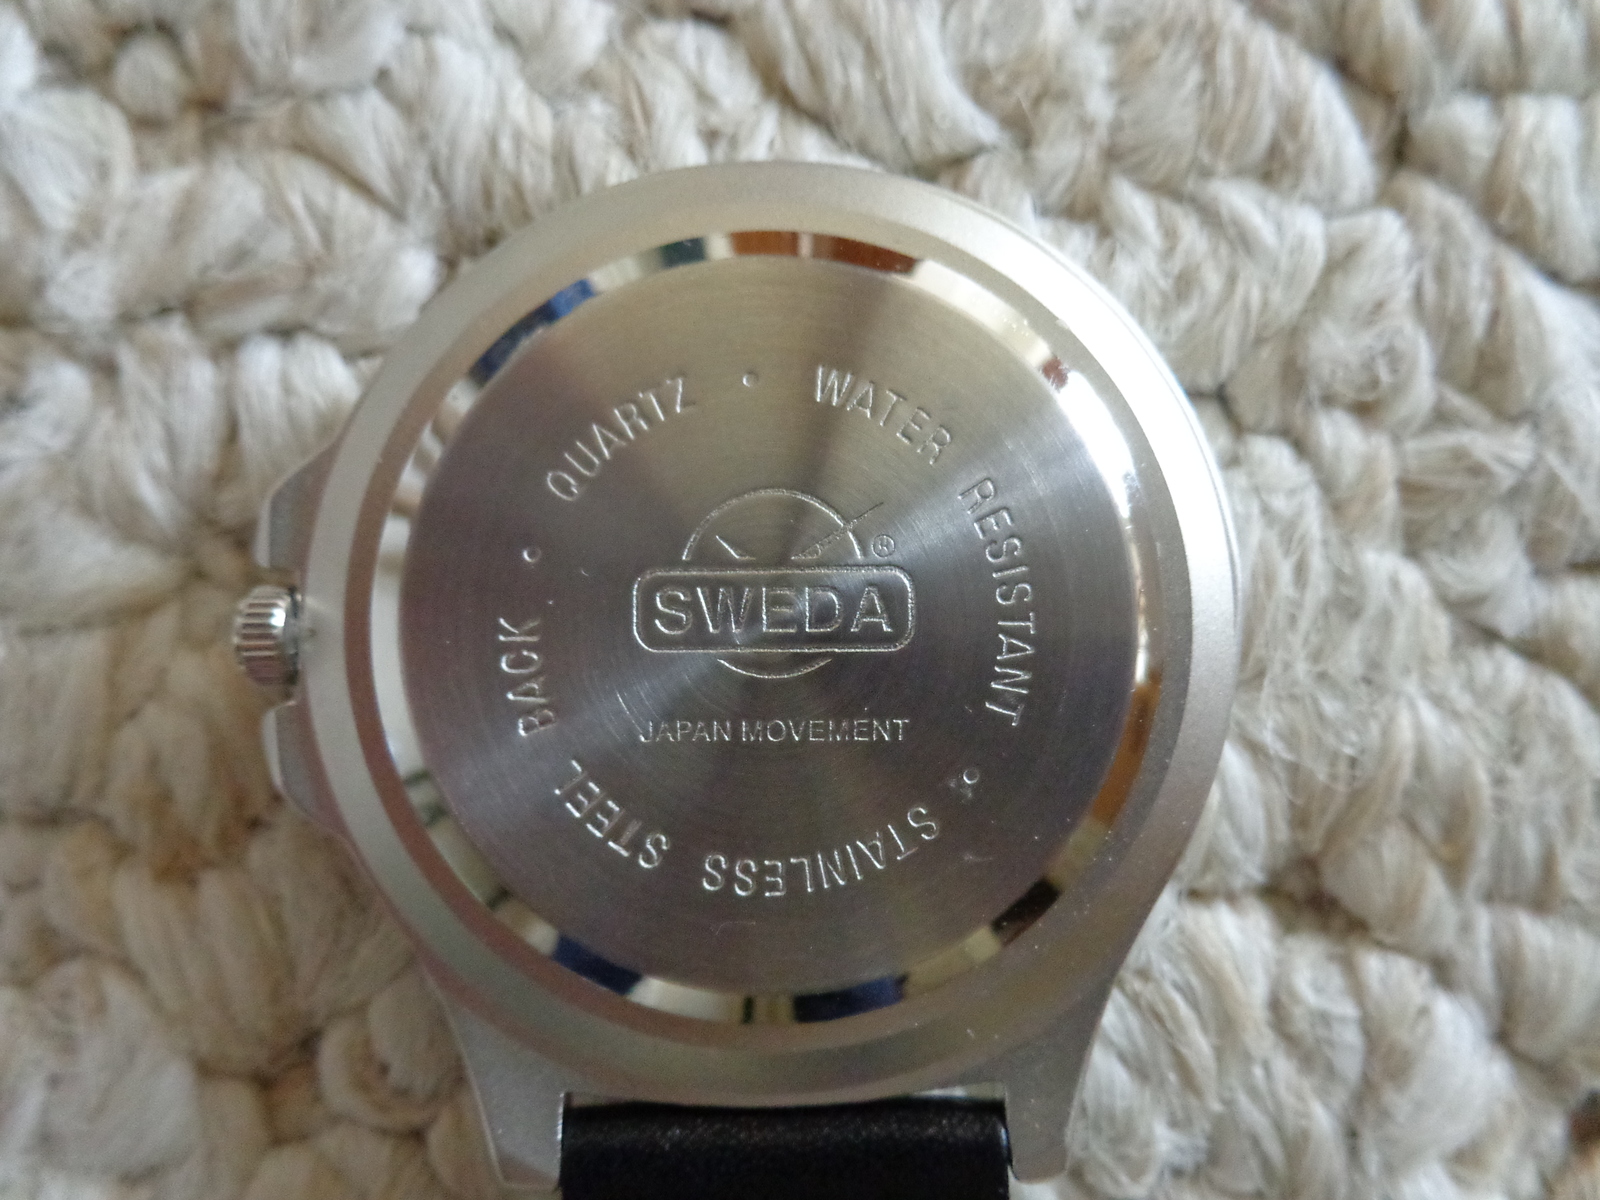 QUARTZ • WATER RESISTANT • STAINLESS STEEL BACK •
SWEDA ®
JAPAN MOVEMENT